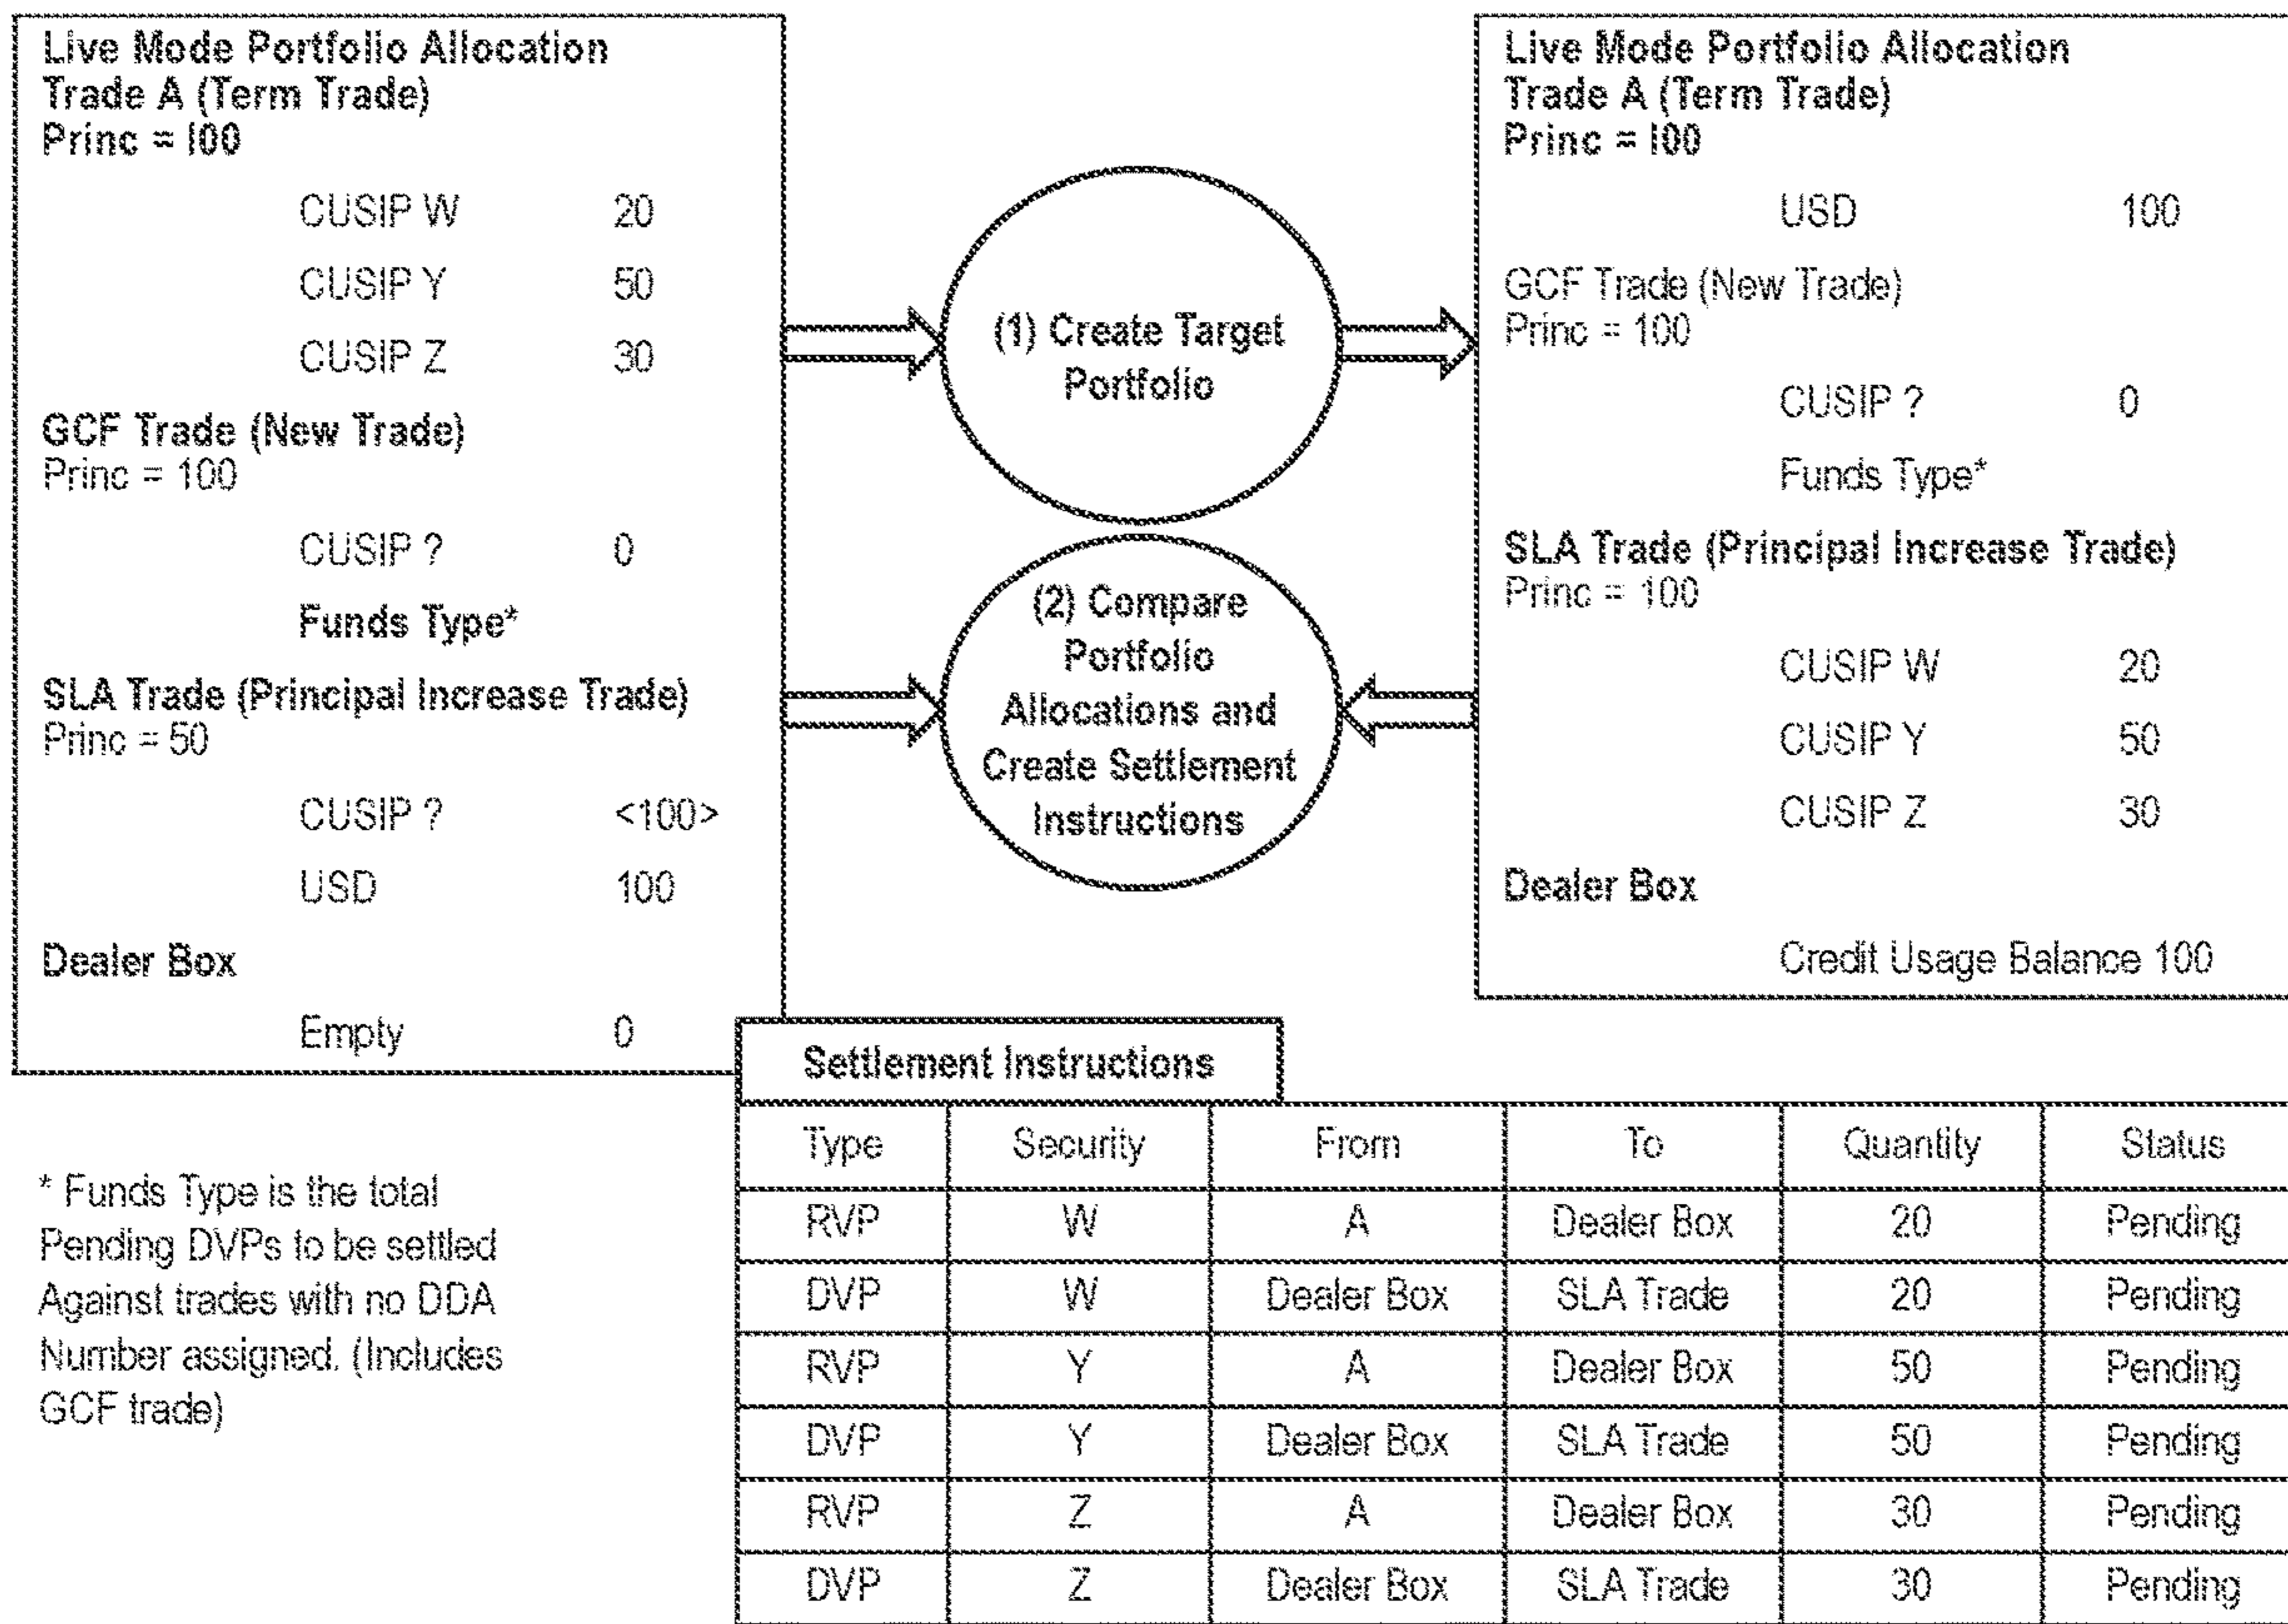 Live Mode Portfolio Allocation
Trade A (Term Trade)
Princ = I00
CUSIP W 20
CUSIP Y 50
CUSIP Z 30
GCF Trade (New Trade)
Princ = 100
CUSIP ? 0
Funds Type*
SLA Trade (Principal Increase Trade)
Princ = 50
CUSIP ? <100>
USD 100
Dealer Box
Empty 0
(1) Create Target
Portfolio
(2) Compare
Portfolio
Allocations and
Create Settlement
Instructions
Live Mode Portfolio Allocation
Trade A (Term Trade)
Princ = I00
USD 100
GCF Trade (New Trade)
Princ = 100
CUSIP ? 0
Funds Type*
SLA Trade (Principal Increase Trade)
Princ = 100
CUSIP W 20
CUSIP Y 50
CUSIP Z 30
Dealer Box
Credit Usage Balance 100
* Funds Type is the total
Pending DVPs to be settled
Against trades with no DDA
Number assigned. (Includes
GCF trade)
Settlement Instructions
Type Security From To Quantity Status
RVP W A Dealer Box 20 Pending
DVP W Dealer Box SLA Trade 20 Pending
RVP Y A Dealer Box 50 Pending
DVP Y Dealer Box SLA Trade 50 Pending
RVP Z A Dealer Box 30 Pending
DVP Z Dealer Box SLA Trade 30 Pending